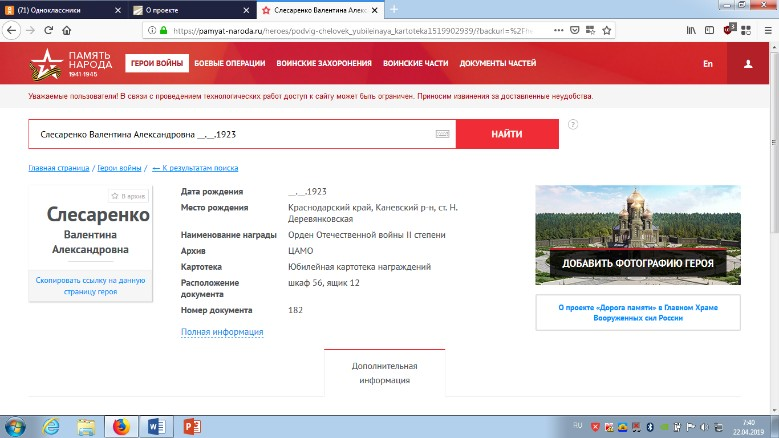 (71) Одноклассники
О проекте
Слесаренко Валентина Алекс
https://pamyat-naroda.ru/heroes/podvig-chelovek_yubileinaya_kartoteka1519902939/?backurl=%2Fh
ПАМЯТЬ
НАРОДА
1941-1945
ГЕРОИ ВОЙНЫ БОЕВЫЕ ОПЕРАЦИИ ВОИНСКИЕ ЗАХОРОНЕНИЯ ВОИНСКИЕ ЧАСТИ ДОКУМЕНТЫ ЧАСТЕЙ En
Уважаемые пользователи! В связи с проведением технологических работ доступ к сайту может быть ограничен. Приносим извинения за доставленные неудобства.
Слесаренко Валентина Александровна __.__.1923
НАЙТИ
?
Главная страница / Герои войны / ← К результатам поиска
В архив
Слесаренко
Валентина
Александровна
Скопировать ссылку на данную
страницу героя
Дата рождения __.__.1923
Место рождения Краснодарский край, Каневский р-н, ст. Н.
Деревянковская
Наименование награды Орден Отечественной войны II степени
Архив ЦАМО
Картотека Юбилейная картотека награждений
Расположение шкаф 56, ящик 12
документа
Номер документа 182
Полная информация
ДОБАВИТЬ ФОТОГРАФИЮ ГЕРОЯ
О проекте «Дорога памяти» в Главном Храме
Вооруженных сил России
Дополнительная
информация
RU
7:40
22.04.2019